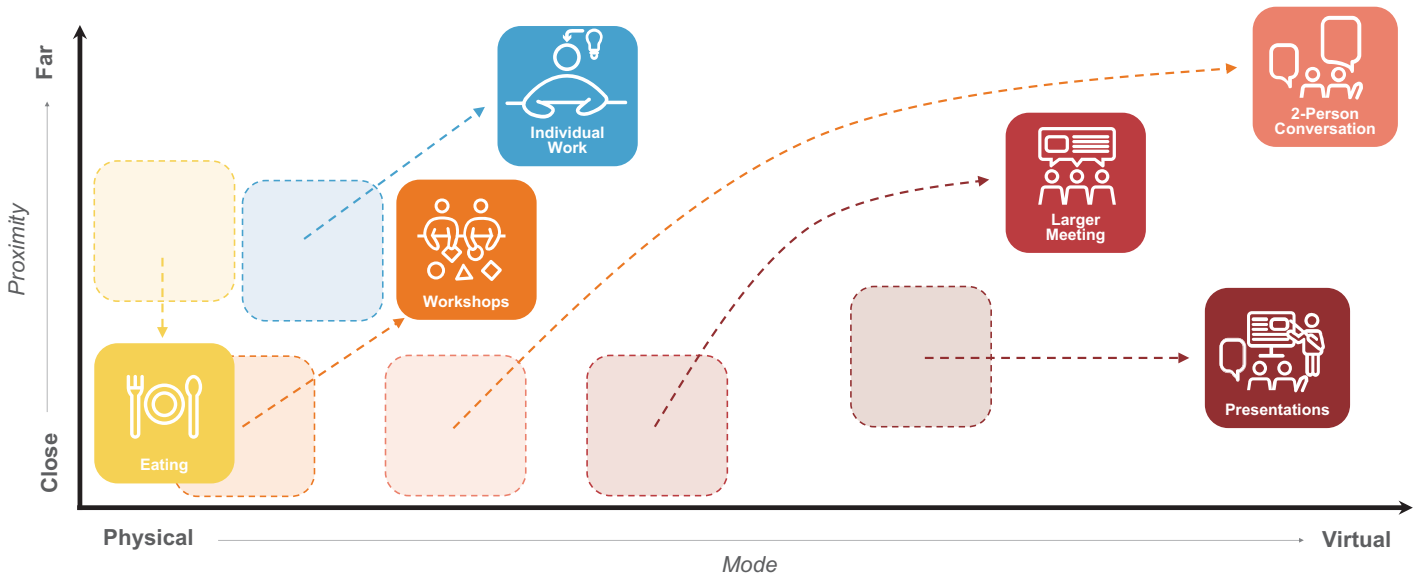 Far
Proximity
Close
Individual
Work
Workshops
Eating
2-Person
Conversation
Larger
Meeting
Presentations
Physical
Mode
Virtual